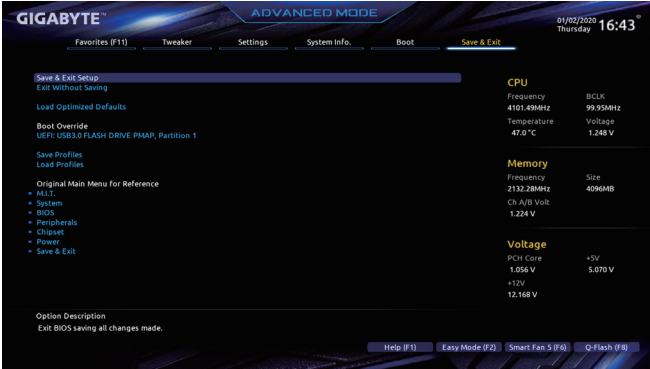 GIGABYTE™
ADVANCED MODE
01/02/2020
Thursday
16:43
Favorites (F11) Tweaker Settings System Info. Boot Save & Exit
Save & Exit Setup
Exit Without Saving
Load Optimized Defaults
Boot Override
UEFI: USB3.0 FLASH DRIVE PMAP, Partition 1
Save Profiles
Load Profiles
Original Main Menu for Reference
M.I.T.
System
BIOS
Peripherals
Chipset
Power
Save & Exit
CPU
Frequency BCLK
4101.49MHz 99.95MHz
Temperature Voltage
47.0 °C 1.248 V
Memory
Frequency Size
2132.28MHz 4096MB
Ch A/B Volt
1.224 V
Voltage
PCH Core +5V
1.056 V 5.070 V
+12V
12.168 V
Option Description
Exit BIOS saving all changes made.
Help (F1) Easy Mode (F2) Smart Fan 5 (F6) Q-Flash (F8)